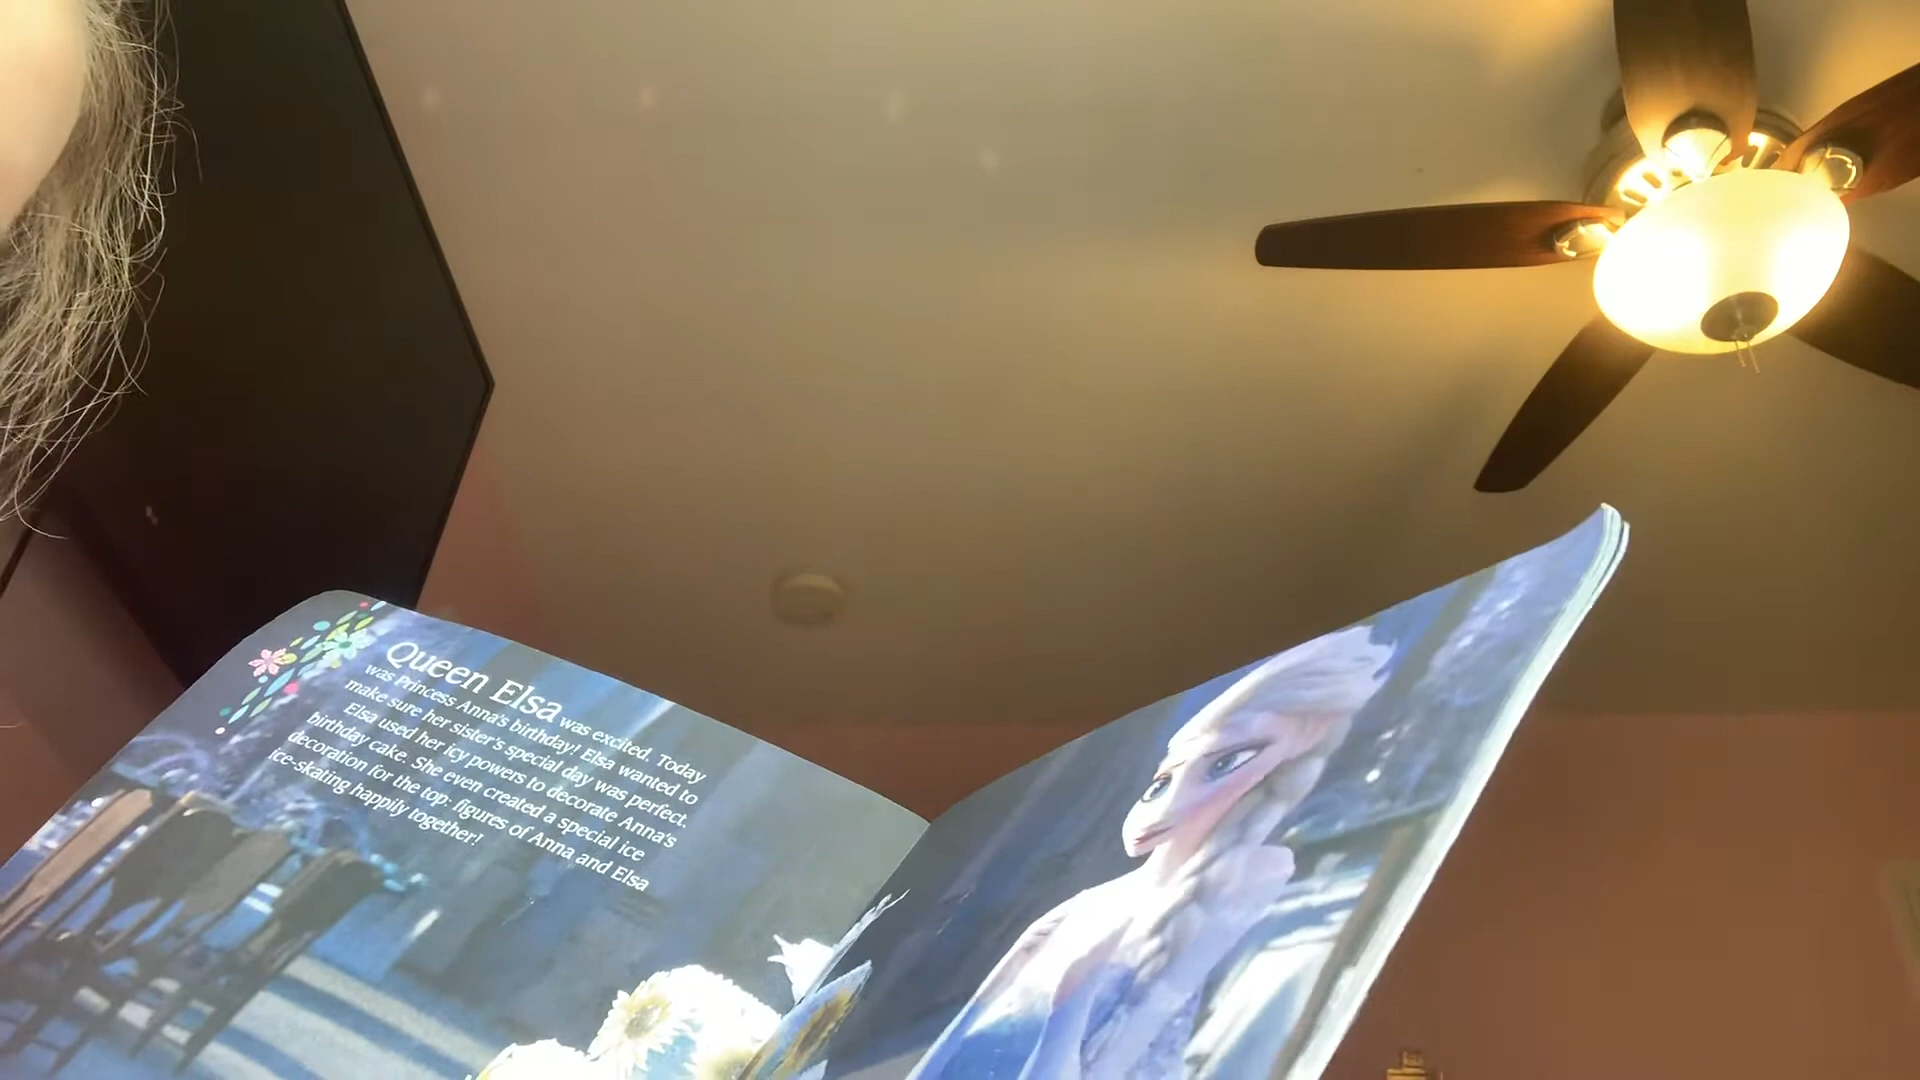 Queen Elsa was excited. Today
was Princess Anna's birthday! Elsa wanted to
make sure her sister's special day was perfect.
Elsa used her icy powers to decorate Anna's
birthday cake. She even created a special ice
decoration for the top: figures of Anna and Elsa
ice-skating happily together!